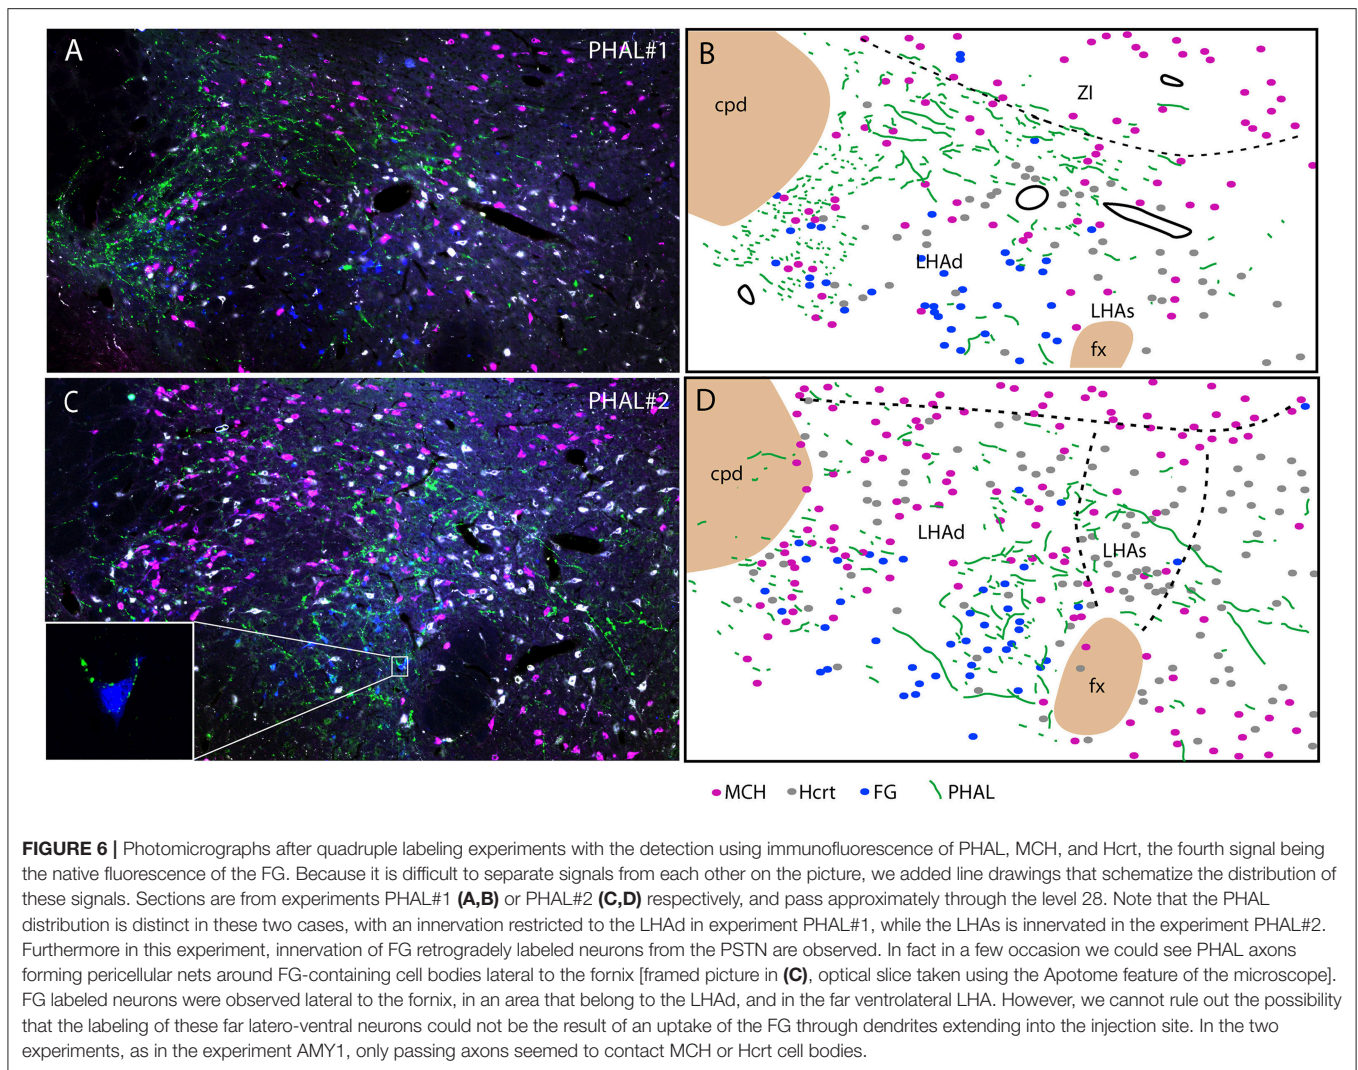 A
PHAL#1
B
cpd
ZI
LHAd
LHAs
fx
C
PHAL#2
D
cpd
LHAd
LHAs
fx
MCH Hcrt FG PHAL
FIGURE 6 | Photomicrographs after quadruple labeling experiments with the detection using immunofluorescence of PHAL, MCH, and Hcrt, the fourth signal being
the native fluorescence of the FG. Because it is difficult to separate signals from each other on the picture, we added line drawings that schematize the distribution of
these signals. Sections are from experiments PHAL#1 (A,B) or PHAL#2 (C,D) respectively, and pass approximately through the level 28. Note that the PHAL
distribution is distinct in these two cases, with an innervation restricted to the LHAd in experiment PHAL#1, while the LHAs is innervated in the experiment PHAL#2.
Furthermore in this experiment, innervation of FG retrogradely labeled neurons from the PSTN are observed. In fact in a few occasion we could see PHAL axons
forming pericellular nets around FG-containing cell bodies lateral to the fornix [framed picture in (C), optical slice taken using the Apotome feature of the microscope].
FG labeled neurons were observed lateral to the fornix, in an area that belong to the LHAd, and in the far ventrolateral LHA. However, we cannot rule out the possibility
that the labeling of these far latero-ventral neurons could not be the result of an uptake of the FG through dendrites extending into the injection site. In the two
experiments, as in the experiment AMY1, only passing axons seemed to contact MCH or Hcrt cell bodies.